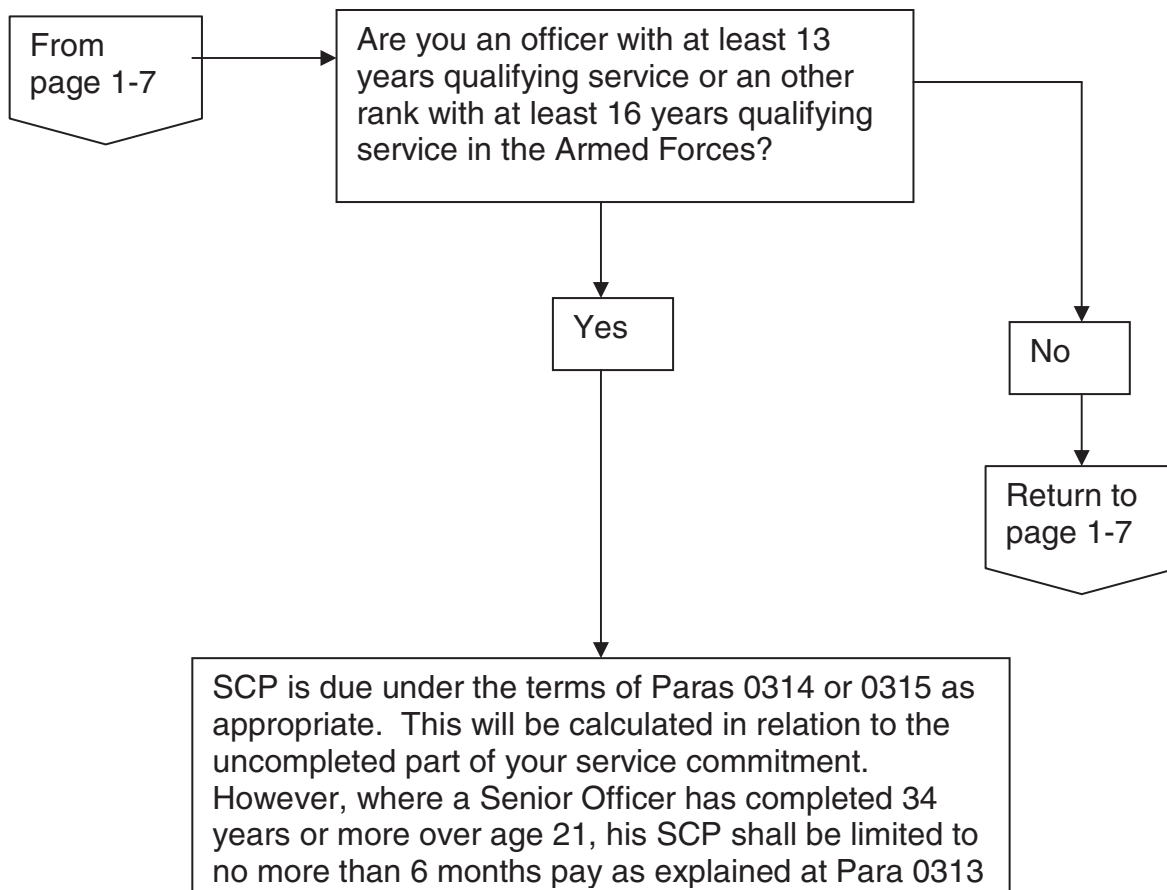 From
page 1-7
Are you an officer with at least 13
years qualifying service or an other
rank with at least 16 years qualifying
service in the Armed Forces?
Yes
No
Return to
page 1-7
SCP is due under the terms of Paras 0314 or 0315 as
appropriate.  This will be calculated in relation to the
uncompleted part of your service commitment.
However, where a Senior Officer has completed 34
years or more over age 21, his SCP shall be limited to
no more than 6 months pay as explained at Para 0313